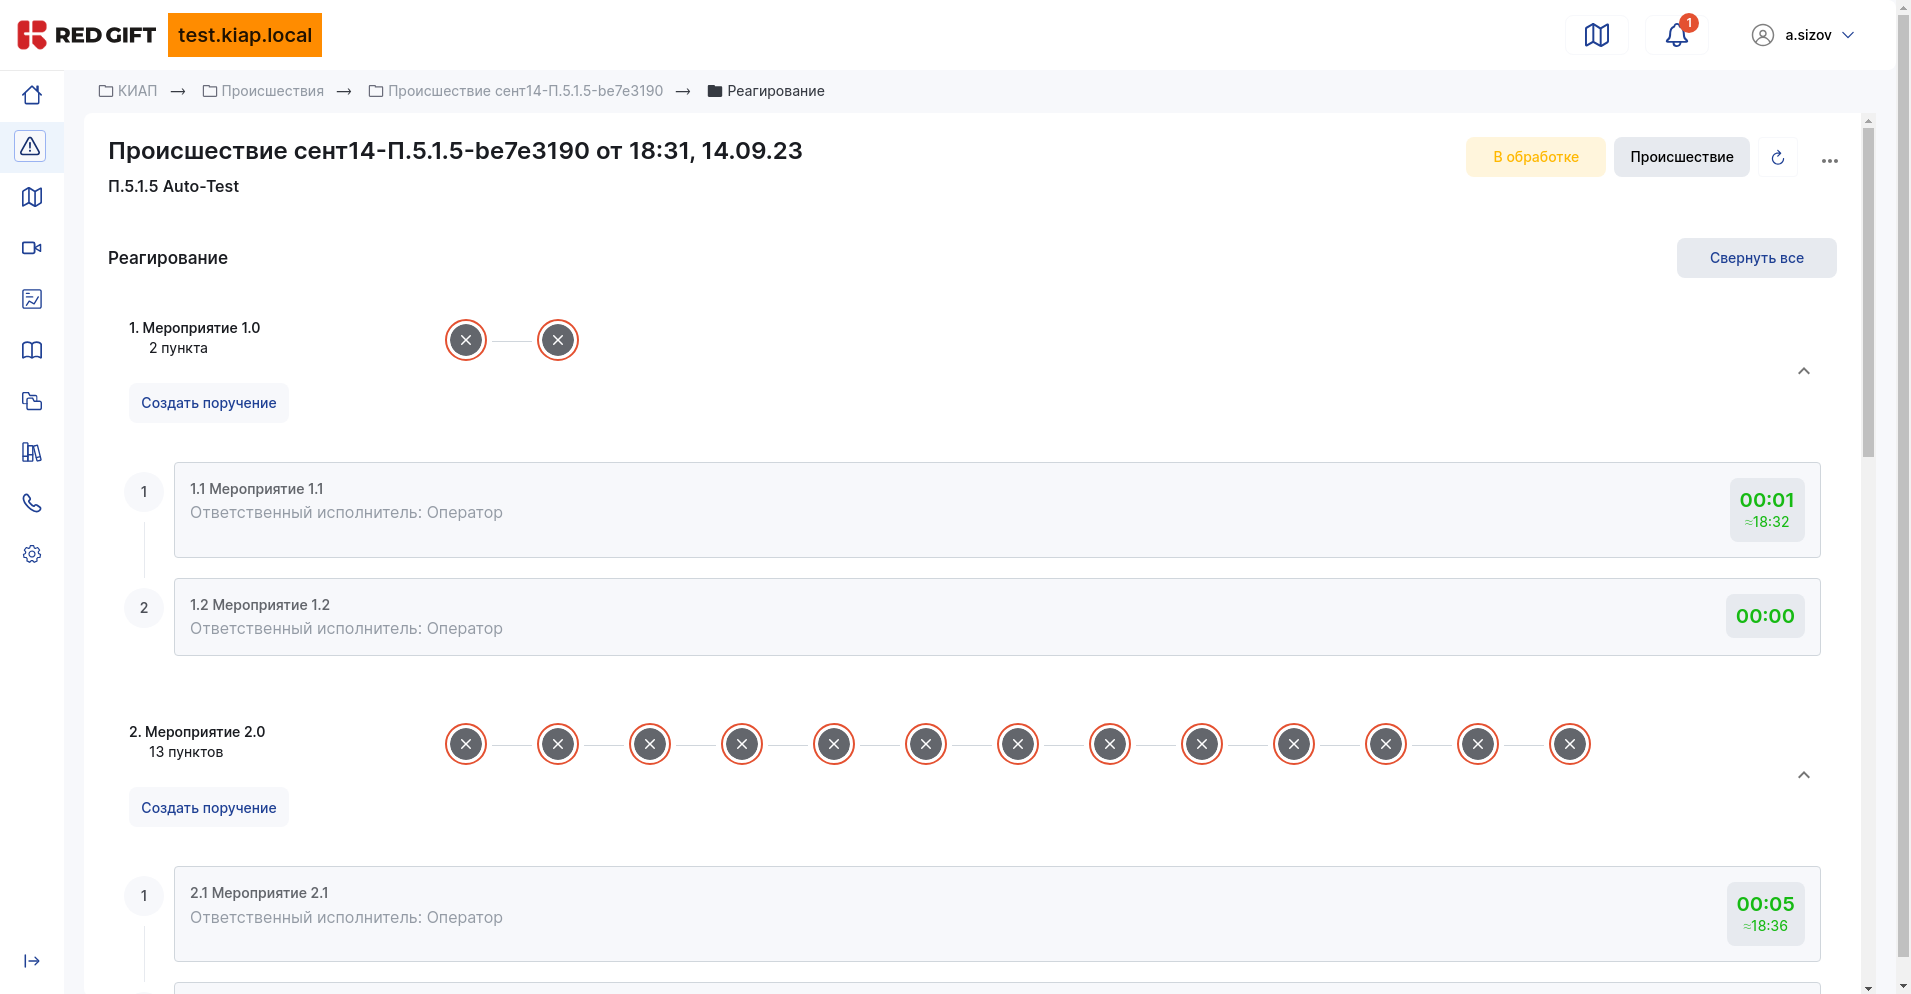 RED GIFT test.kiap.local 1 a.sizov
КИАП → Происшествия → Происшествие сент14-П.5.1.5-be7e3190 → Реагирование
Происшествие сент14-П.5.1.5-be7e3190 от 18:31, 14.09.23
В обработке Происшествие
П.5.1.5 Auto-Test
Реагирование
Свернуть все
1. Мероприятие 1.0
2 пункта
Создать поручение
1
1.1 Мероприятие 1.1
Ответственный исполнитель: Оператор
00:01
≈18:32
2
1.2 Мероприятие 1.2
Ответственный исполнитель: Оператор
00:00
2. Мероприятие 2.0
13 пунктов
Создать поручение
1
2.1 Мероприятие 2.1
Ответственный исполнитель: Оператор
00:05
≈18:36